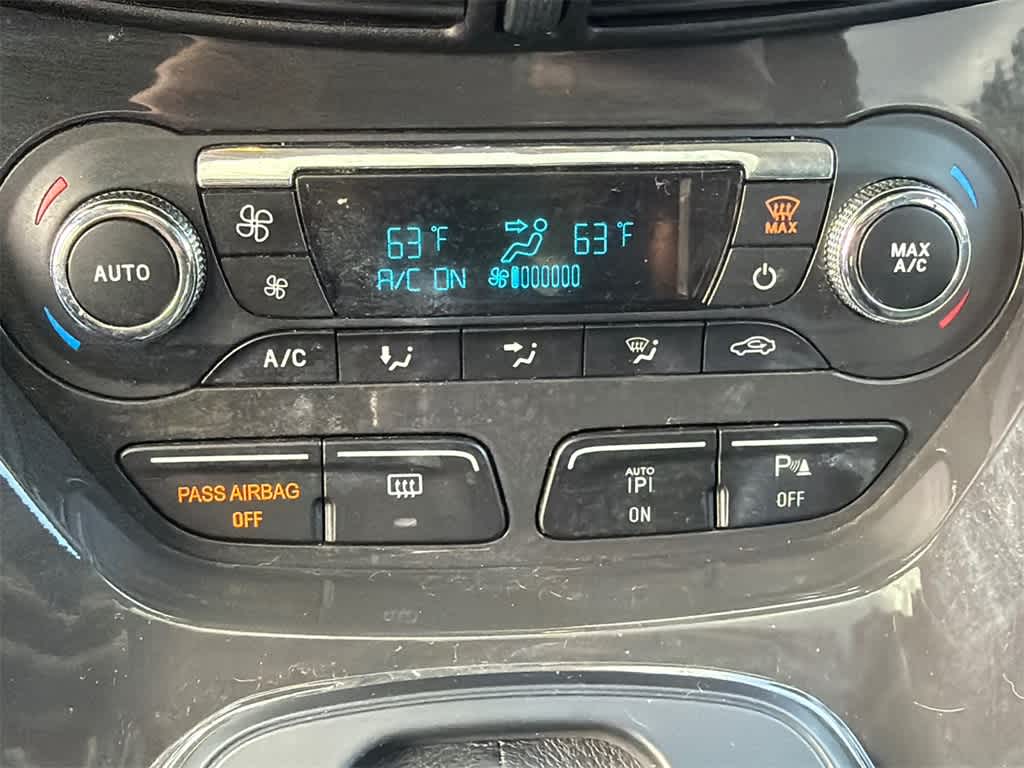 AUTO
63°F 63°F
A/C ON
MAX
MAX
A/C
A/C
PASS AIRBAG
OFF
AUTO
P
ON
P
OFF